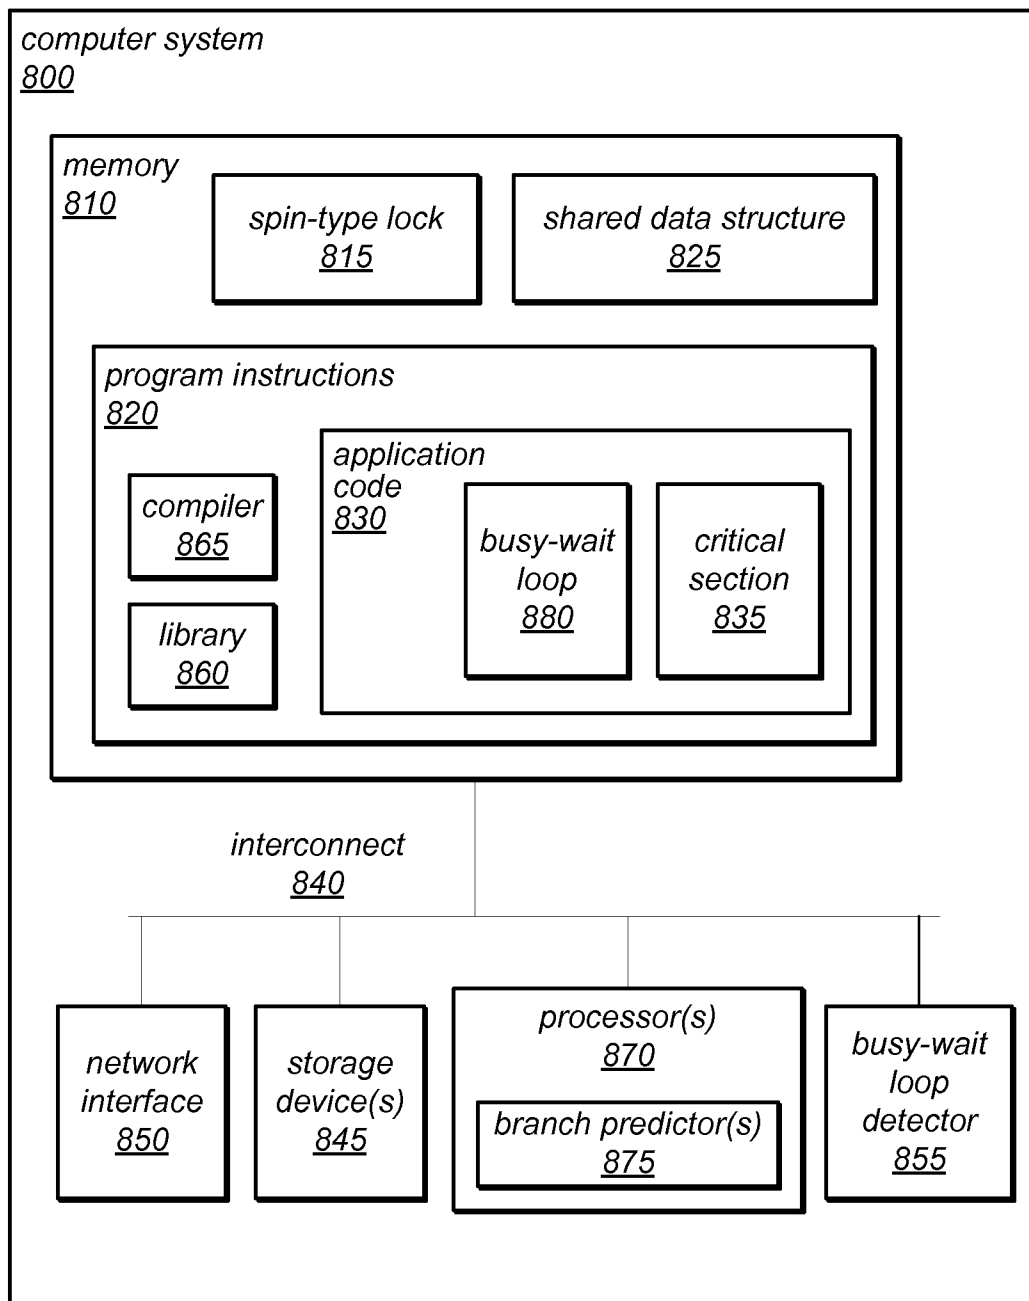 computer system
800
memory
810
spin-type lock
815
shared data structure
825
program instructions
820
compiler
865
library
860
application
code
830
busy-wait
loop
880
critical
section
835
interconnect
840
network
interface
850
storage
device(s)
845
processor(s)
870
branch predictor(s)
875
busy-wait
loop
detector
855